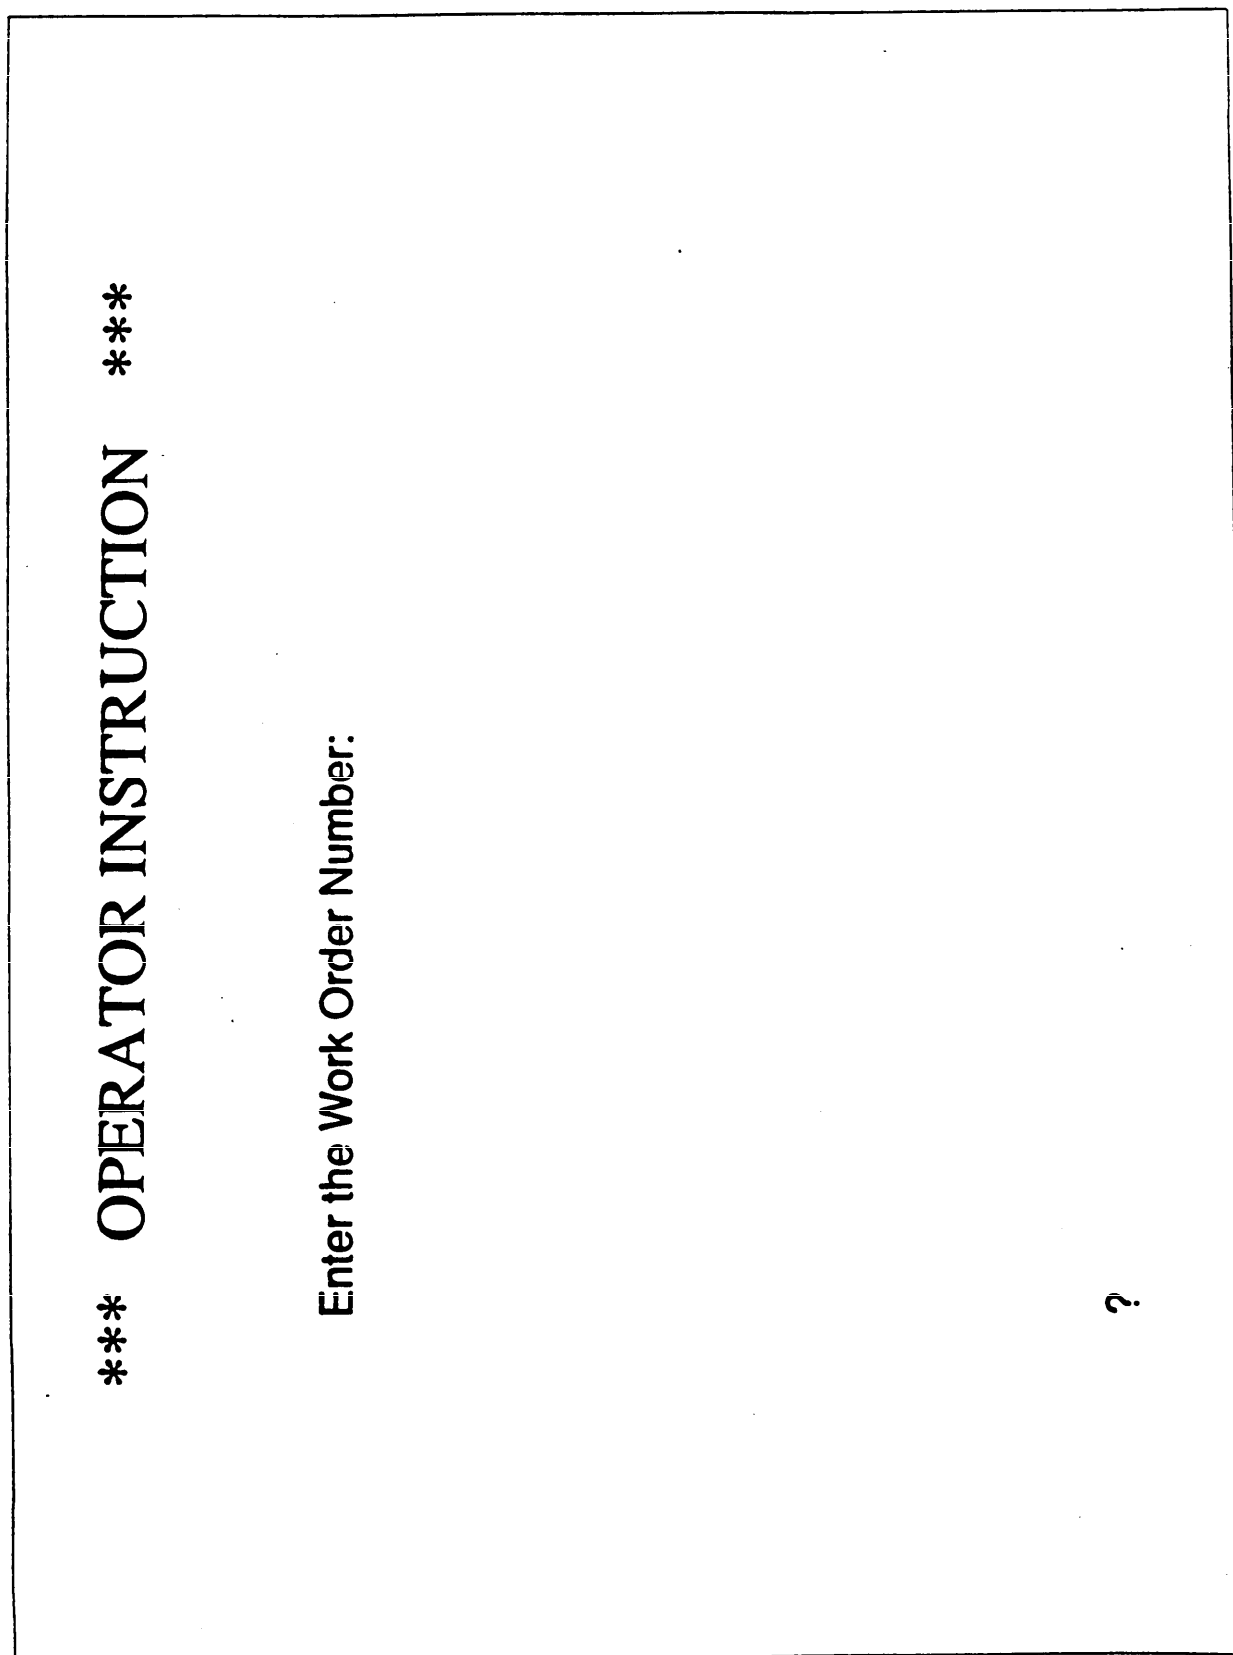 *** OPERATOR INSTRUCTION ***
Enter the Work Order Number:
?